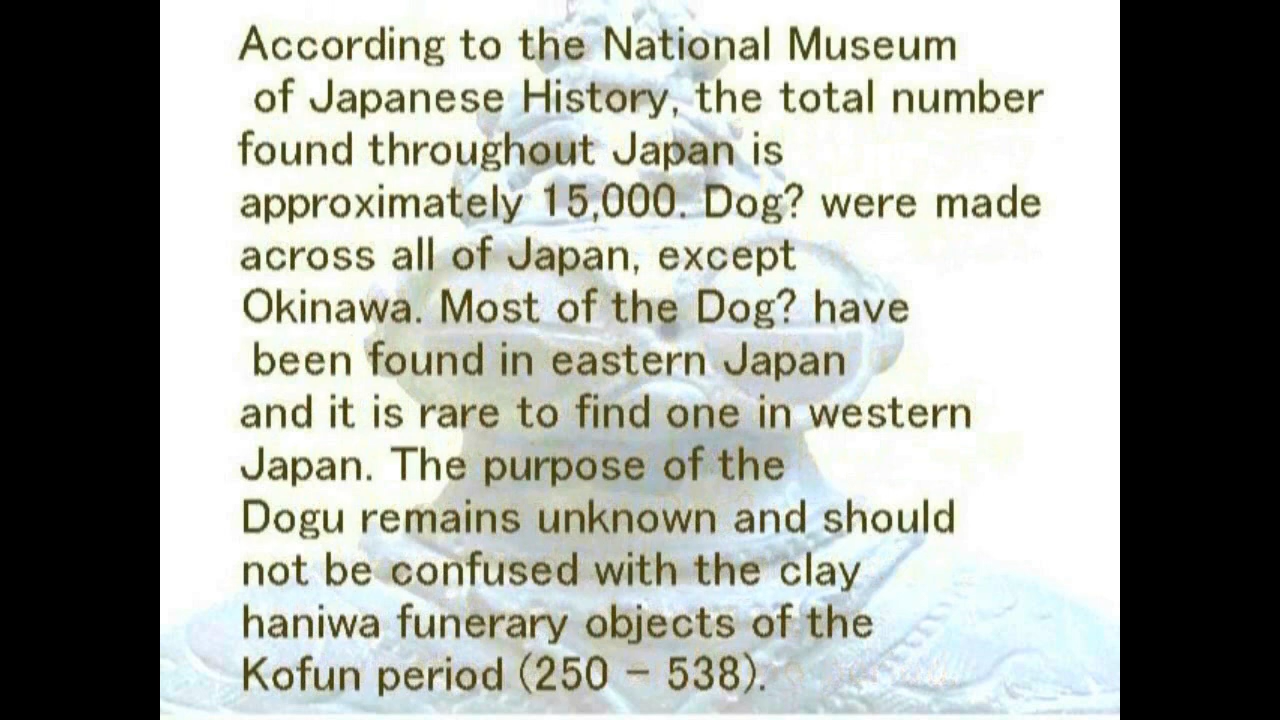 According to the National Museum
of Japanese History, the total number
found throughout Japan is
approximately 15,000. Dog? were made
across all of Japan, except
Okinawa. Most of the Dog? have
been found in eastern Japan
and it is rare to find one in western
Japan. The purpose of the
Dogu remains unknown and should
not be confused with the clay
haniwa funerary objects of the
Kofun period (250 - 538).